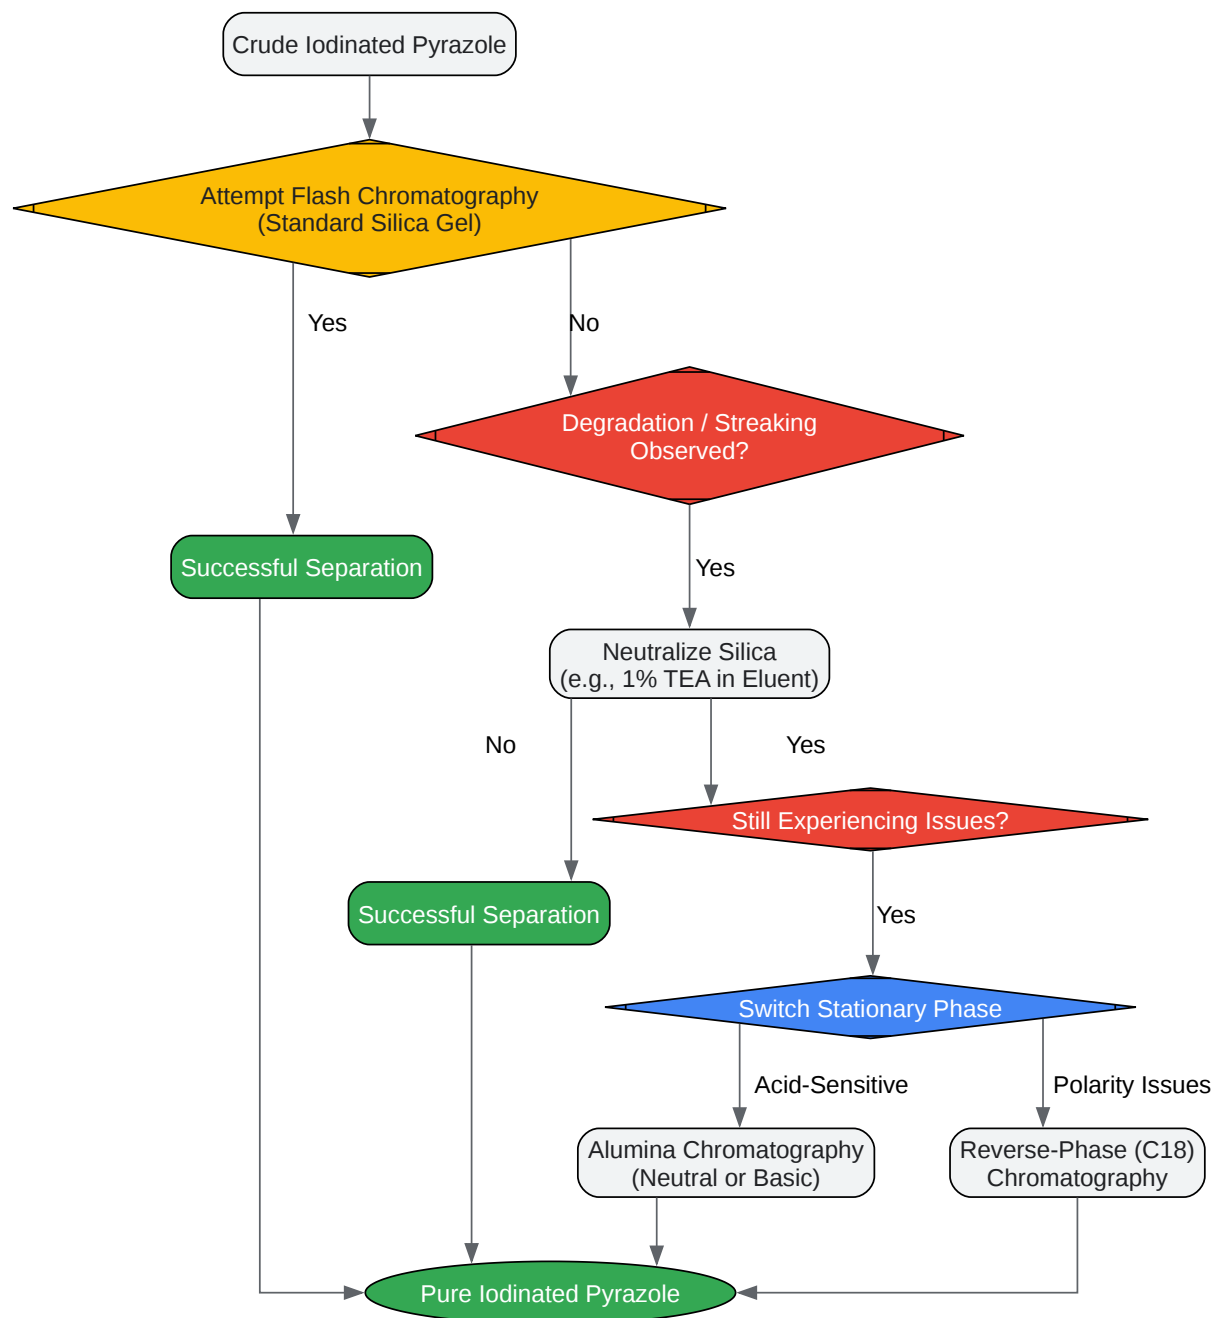 Crude Iodinated Pyrazole
Attempt Flash Chromatography
(Standard Silica Gel)
Yes
No
Degradation / Streaking
Observed?
Successful Separation
Yes
Neutralize Silica
(e.g., 1% TEA in Eluent)
No
Yes
Still Experiencing Issues?
Successful Separation
Yes
Switch Stationary Phase
Acid-Sensitive
Polarity Issues
Alumina Chromatography
(Neutral or Basic)
Reverse-Phase (C18)
Chromatography
Pure Iodinated Pyrazole